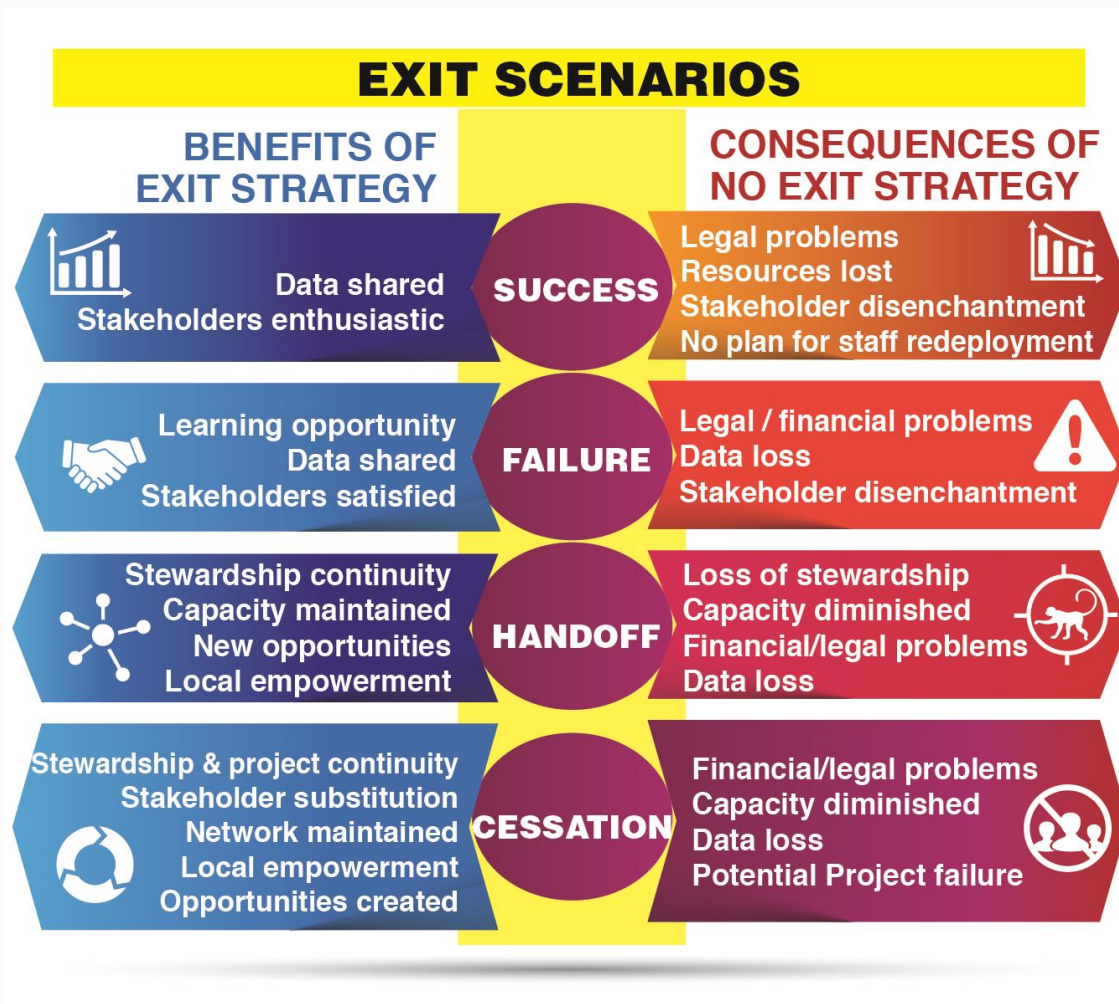 EXIT SCENARIOS
BENEFITS OF
EXIT STRATEGY
CONSEQUENCES OF
NO EXIT STRATEGY
Data shared
Stakeholders enthusiastic
SUCCESS
Legal problems
Resources lost
Stakeholder disenchantment
No plan for staff redeployment
Learning opportunity
Data shared
Stakeholders satisfied
FAILURE
Legal / financial problems
Data loss
Stakeholder disenchantment
Stewardship continuity
Capacity maintained
New opportunities
Local empowerment
HANDOFF
Loss of stewardship
Capacity diminished
Financial/legal problems
Data loss
Stewardship & project continuity
Stakeholder substitution
Network maintained
Local empowerment
Opportunities created
CESSATION
Financial/legal problems
Capacity diminished
Data loss
Potential Project failure